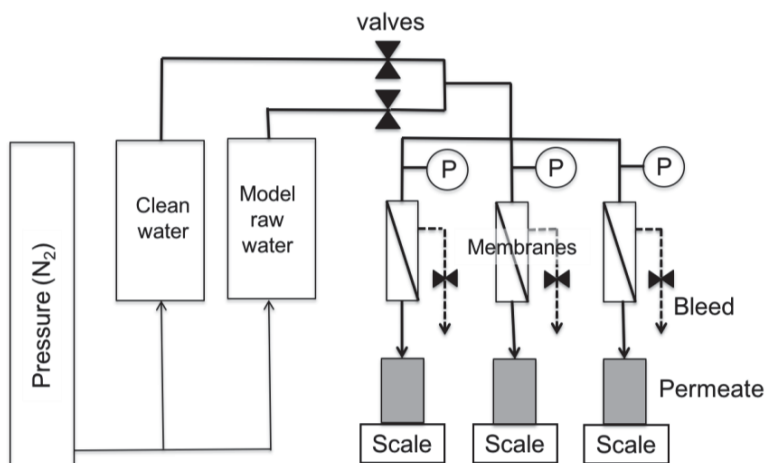 valves
Clean
water
Model
raw
water
P
P
P
Membranes
Pressure (N₂)
Bleed
Permeate
Scale
Scale
Scale